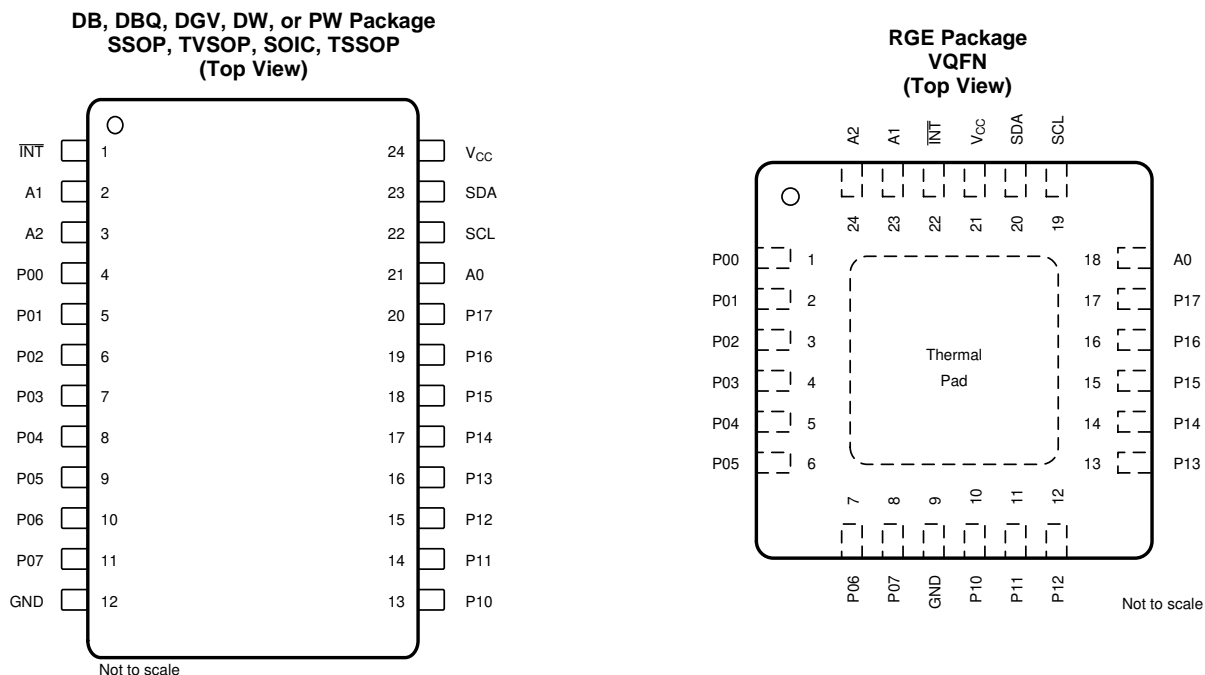 DB, DBQ, DGV, DW, or PW Package
SSOP, TVSOP, SOIC, TSSOP
(Top View)
INT 1 24 VCC
A1 2 23 SDA
A2 3 22 SCL
P00 4 21 A0
P01 5 20 P17
P02 6 19 P16
P03 7 18 P15
P04 8 17 P14
P05 9 16 P13
P06 10 15 P12
P07 11 14 P11
GND 12 13 P10
Not to scale
RGE Package
VQFN
(Top View)
A2 A1 INT VCC SDA SCL
24 23 22 21 20 19
P00 1 18 A0
P01 2 17 P17
P02 3 16 P16
Thermal
P03 4 15 P15
Pad
P04 5 14 P14
P05 6 13 P13
7 8 9 10 11 12
P06 P07 GND P10 P11 P12
Not to scale